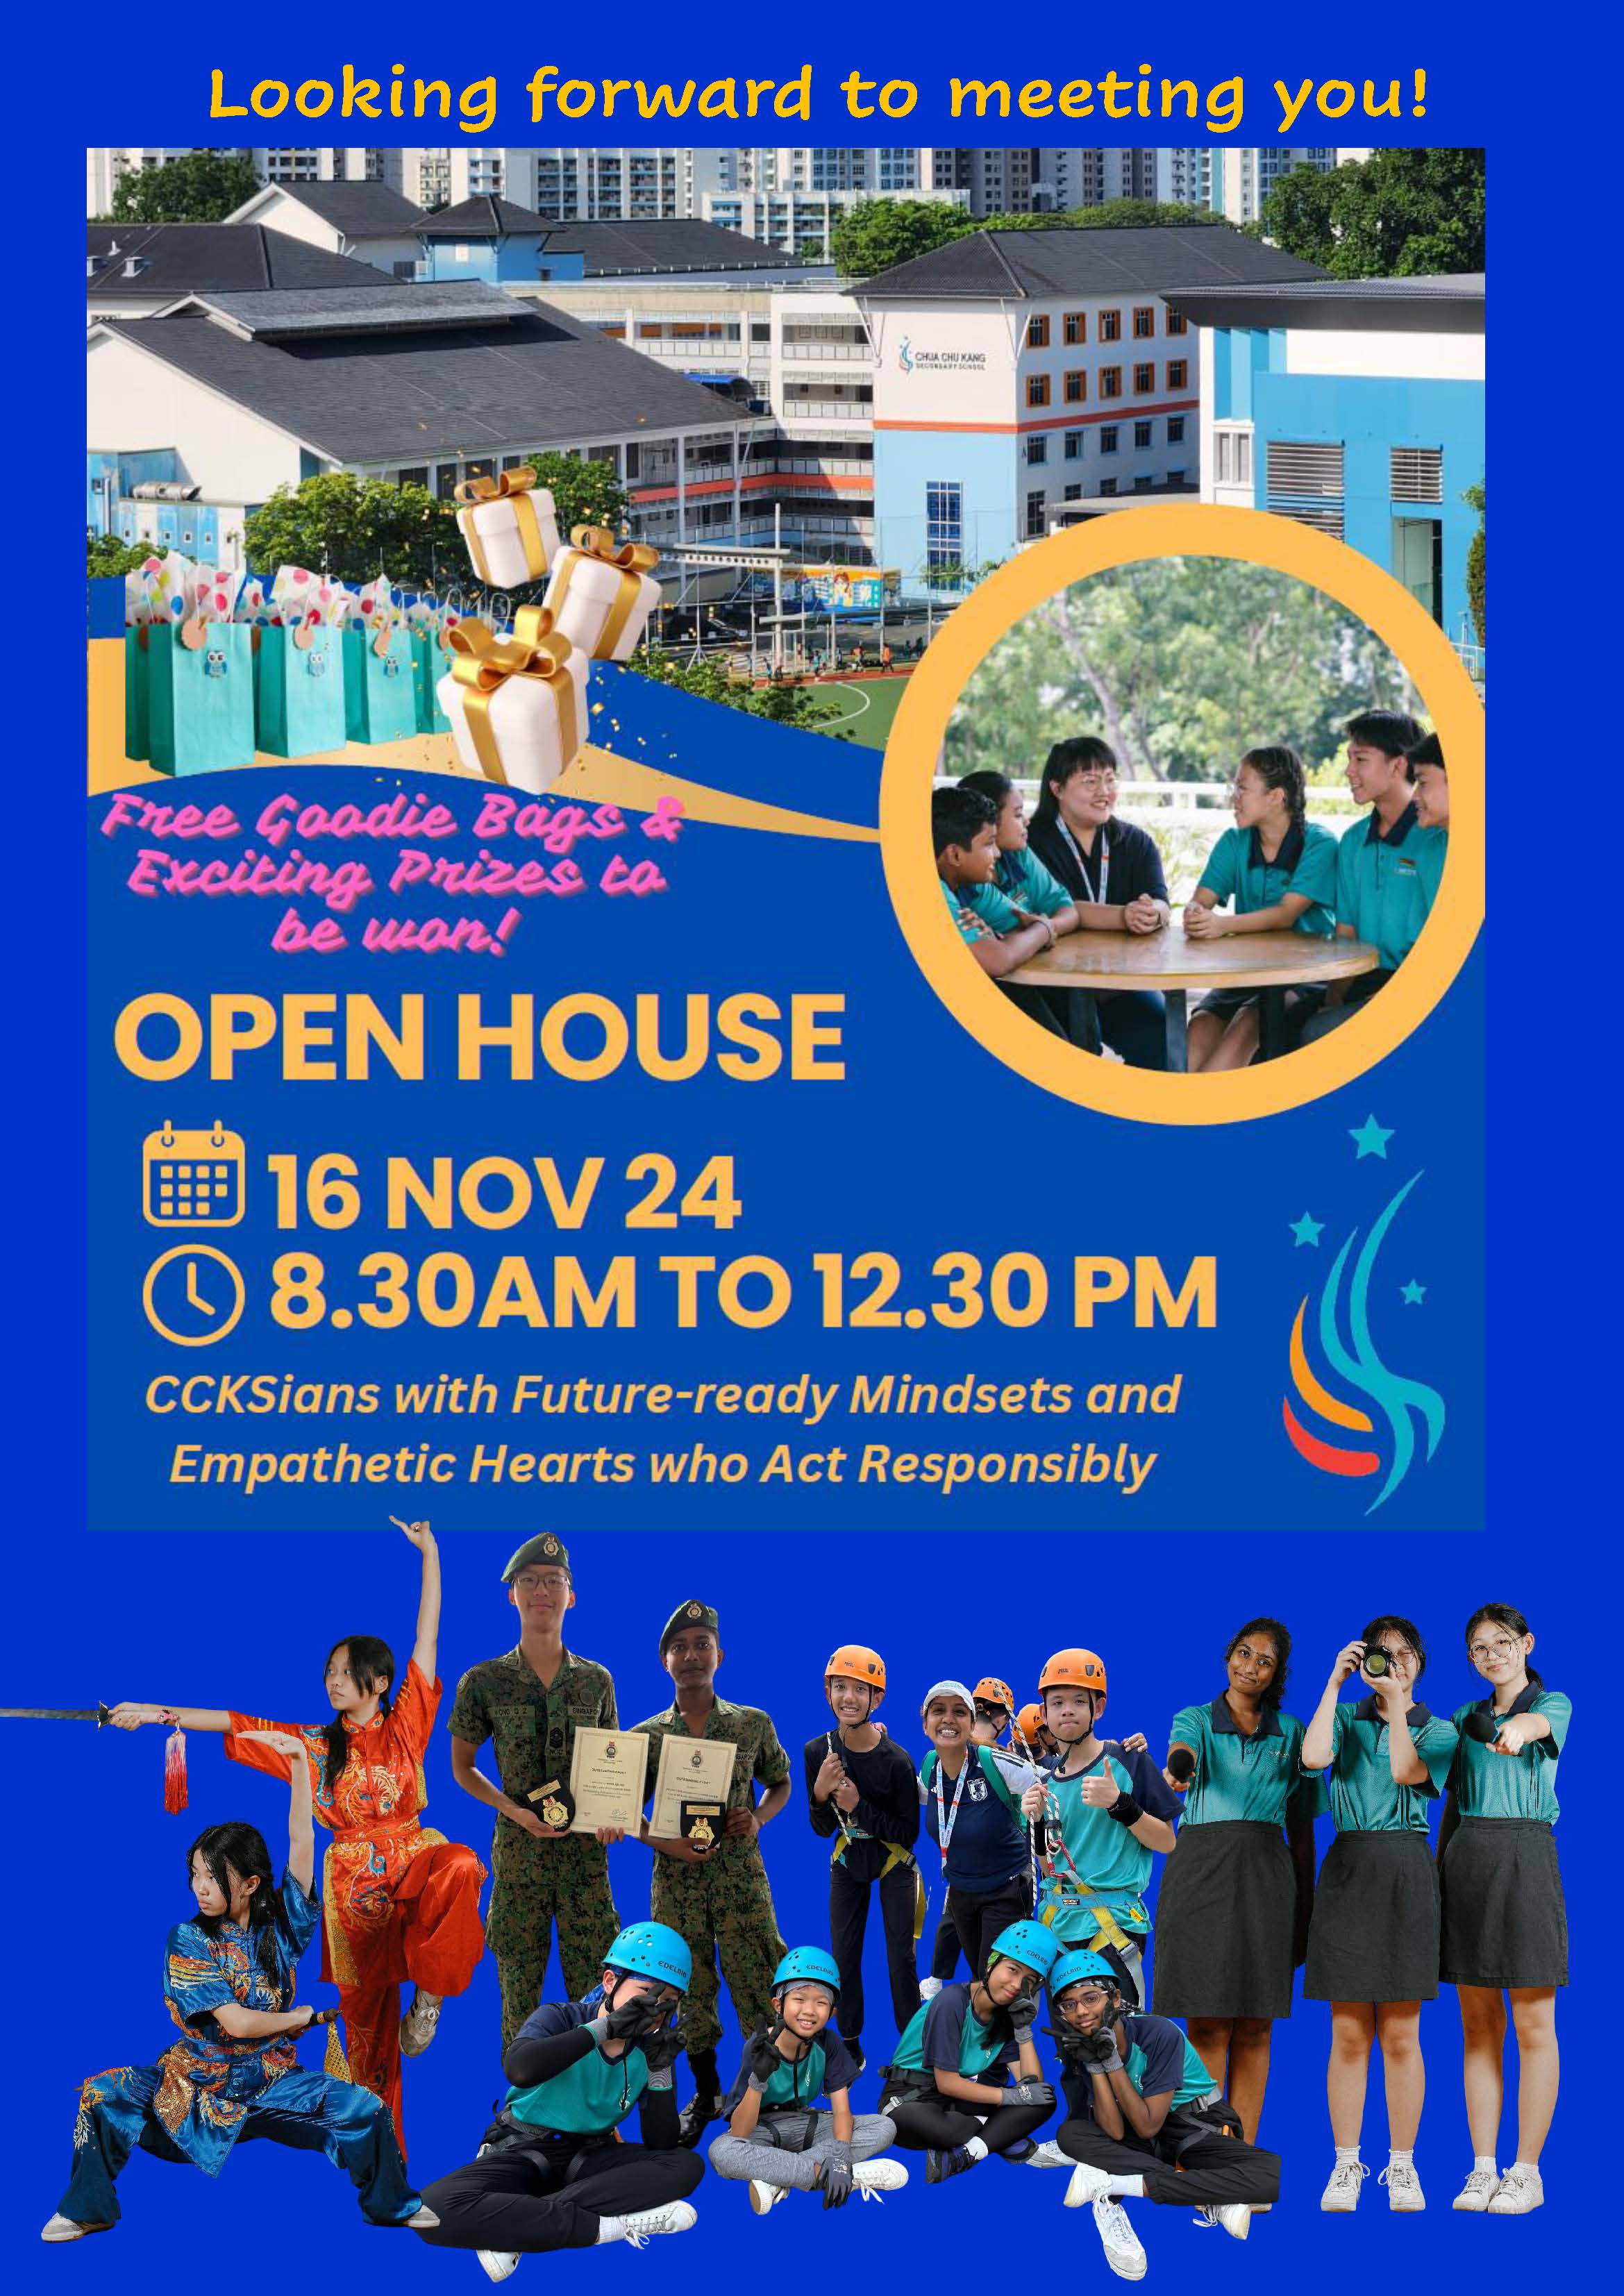 Looking forward to meeting you!
CHUA CHU KANG
SECONDARY SCHOOL
A
Free Goodie Bags &
Exciting Prizes to
be won!
OPEN HOUSE
16 NOV 24
8.30AM TO 12.30 PM
CCKSians with Future-ready Mindsets and
Empathetic Hearts who Act Responsibly
EDELRID
EDELRID
EDELRID
EDELRID